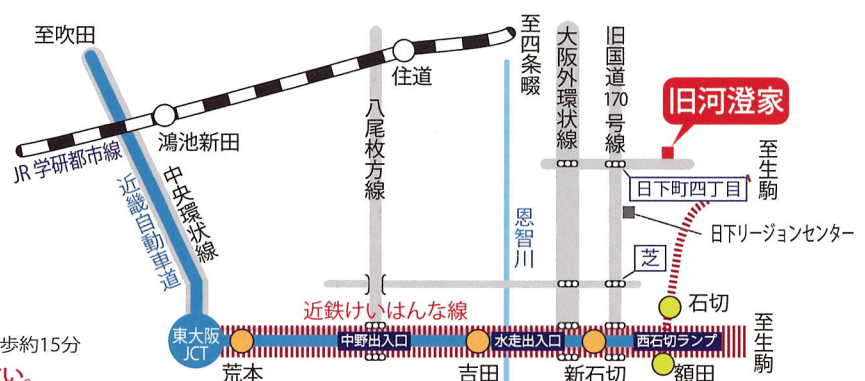 至吹田
JR 学研都市線
鴻池新田
住道
至四条畷
近畿自動車道
中央環状線
八尾枚方線
恩智川
大阪外環状線
旧国道170号線
旧河澄家
至生駒
日下町四丁目
日下リージョンセンター
芝
石切
近鉄けいはんな線
東大阪
JCT
中野出入口
水走出入口
西石切ランプ
至生駒
荒本
吉田
新石切
額田
歩約15分
い。